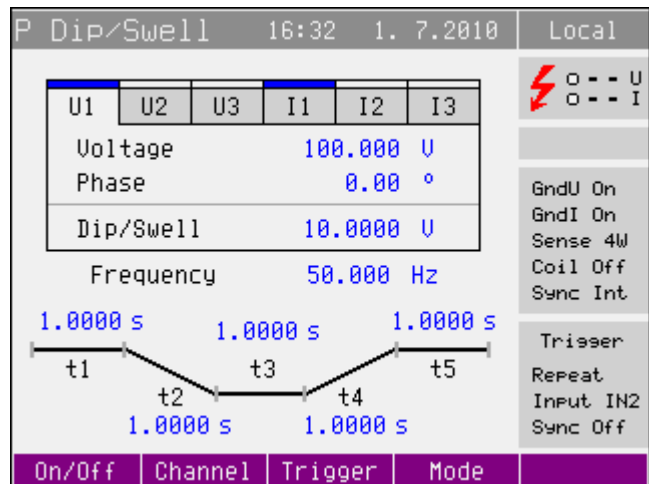 P Dip/Swell 16:32 1. 7.2010 Local
U
I
U1 U2 U3 I1 I2 I3
Voltage 100.000 V
Phase 0.00 °
Dip/Swell 10.0000 V
Frequency 50.000 Hz
GndU On
GndI On
Sense 4W
Coil Off
Sync Int
1.0000 s 1.0000 s 1.0000 s
t1 t3 t5
t2 t4
1.0000 s 1.0000 s
Trigger
Repeat
Input IN2
Sync Off
On/Off Channel Trigger Mode